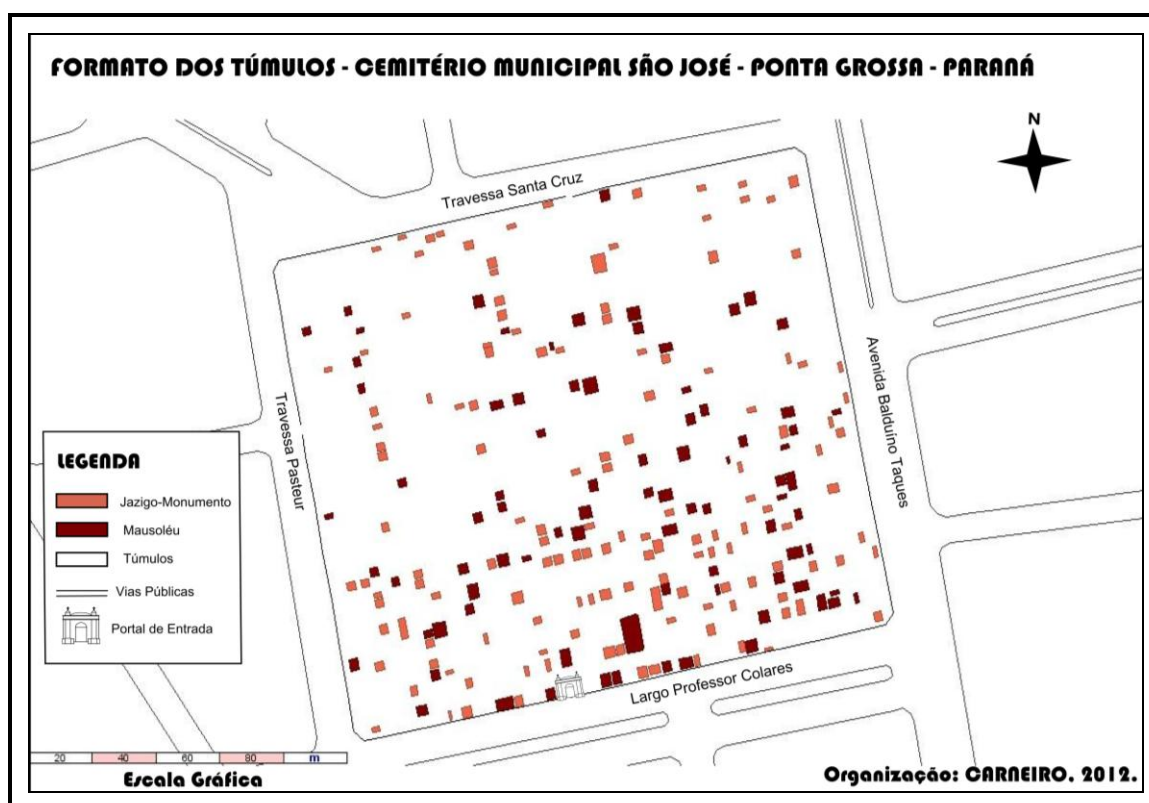 FORMATO DOS TÚMULOS - CEMITÉRIO MUNICIPAL SÃO JOSÉ - PONTA GROSSA - PARANÁ
N
Travessa Santa Cruz
Avenida Balduíno Taques
Travessa Pasteur
LEGENDA
Jazigo-Monumento
Mausoléu
Túmulos
Vias Públicas
Portal de Entrada
Largo Professor Colares
20 40 60 80 m
Escala Gráfica
Organização: CARNEIRO. 2012.